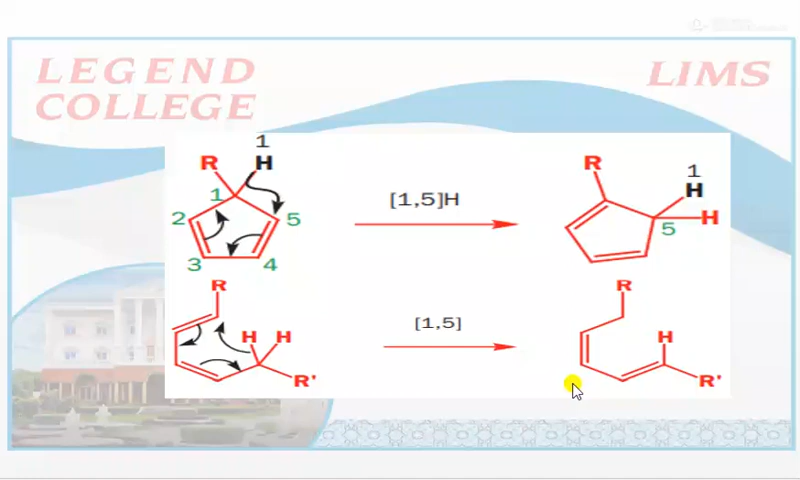 LEGEND
COLLEGE
LIMS
1
R H
1
2 5
3 4
[1,5]H
R
1
H
H
5
R
H H
R'
[1,5]
R
H
R'